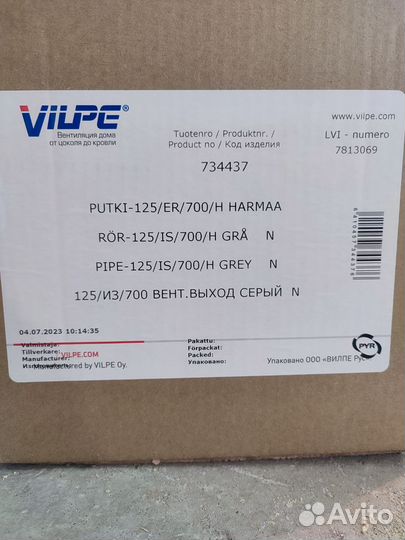 VILPE®
Вентиляция дома
от цоколя до кровли
Tuotenro / Produktnr. /
Product no / Код изделия
734437
www.vilpe.com
LVI - numero
7813069
PUTKI-125/ER/700/H HARMAA
RÖR-125/IS/700/H GRÅ N
PIPE-125/IS/700/H GREY N
125/ИЗ/700 ВЕНТ.ВЫХОД СЕРЫЙ N
04.07.2023 10:14:35
Valmistaja:
Tillverkare:
Manufacturer:
VILPE.COM
Manufactured by VILPE Oy.
Pakattu:
Förpackat:
Packed:
Упаковано:
Упаковано ООО «ВИЛПЕ Рус»
PYR
Avito